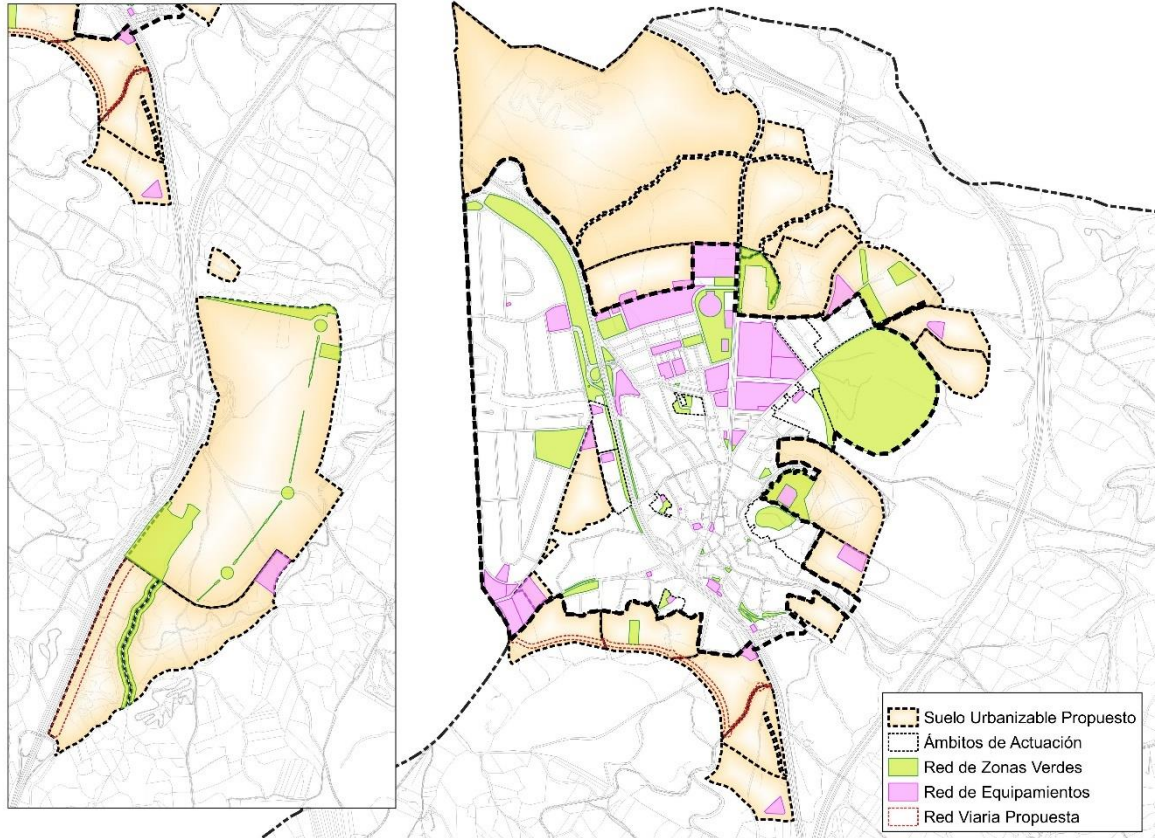 Suelo Urbanizable Propuesto
Ámbitos de Actuación
Red de Zonas Verdes
Red de Equipamientos
Red Viaria Propuesta